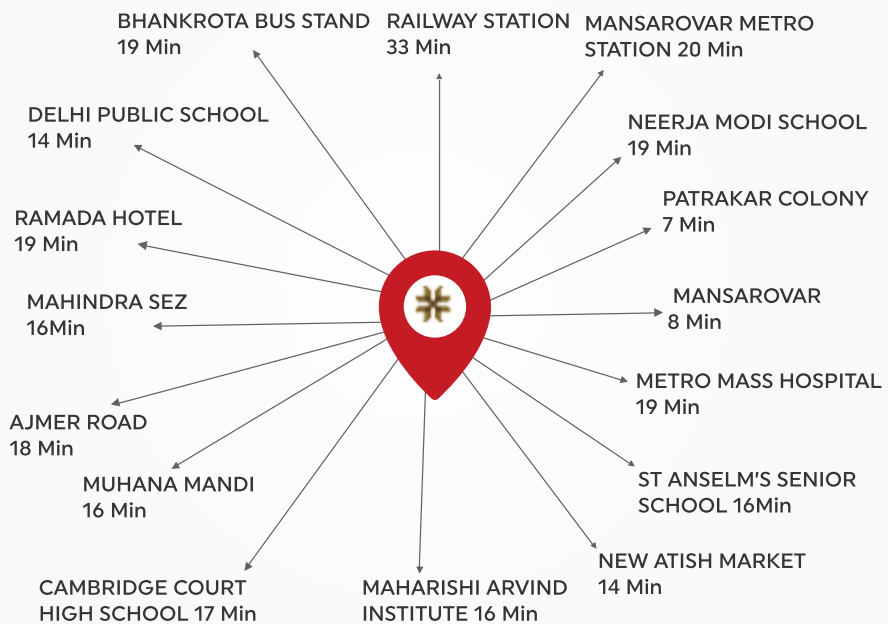 BHANKROTA BUS STAND
19 Min
RAILWAY STATION
33 Min
MANSAROVAR METRO
STATION 20 Min
DELHI PUBLIC SCHOOL
14 Min
NEERJA MODI SCHOOL
19 Min
PATRAKAR COLONY
7 Min
RAMADA HOTEL
19 Min
MAHINDRA SEZ
16Min
MANSAROVAR
8 Min
METRO MASS HOSPITAL
19 Min
AJMER ROAD
18 Min
MUHANA MANDI
16 Min
ST ANSELM'S SENIOR
SCHOOL 16Min
NEW ATISH MARKET
14 Min
CAMBRIDGE COURT
HIGH SCHOOL 17 Min
MAHARISHI ARVIND
INSTITUTE 16 Min